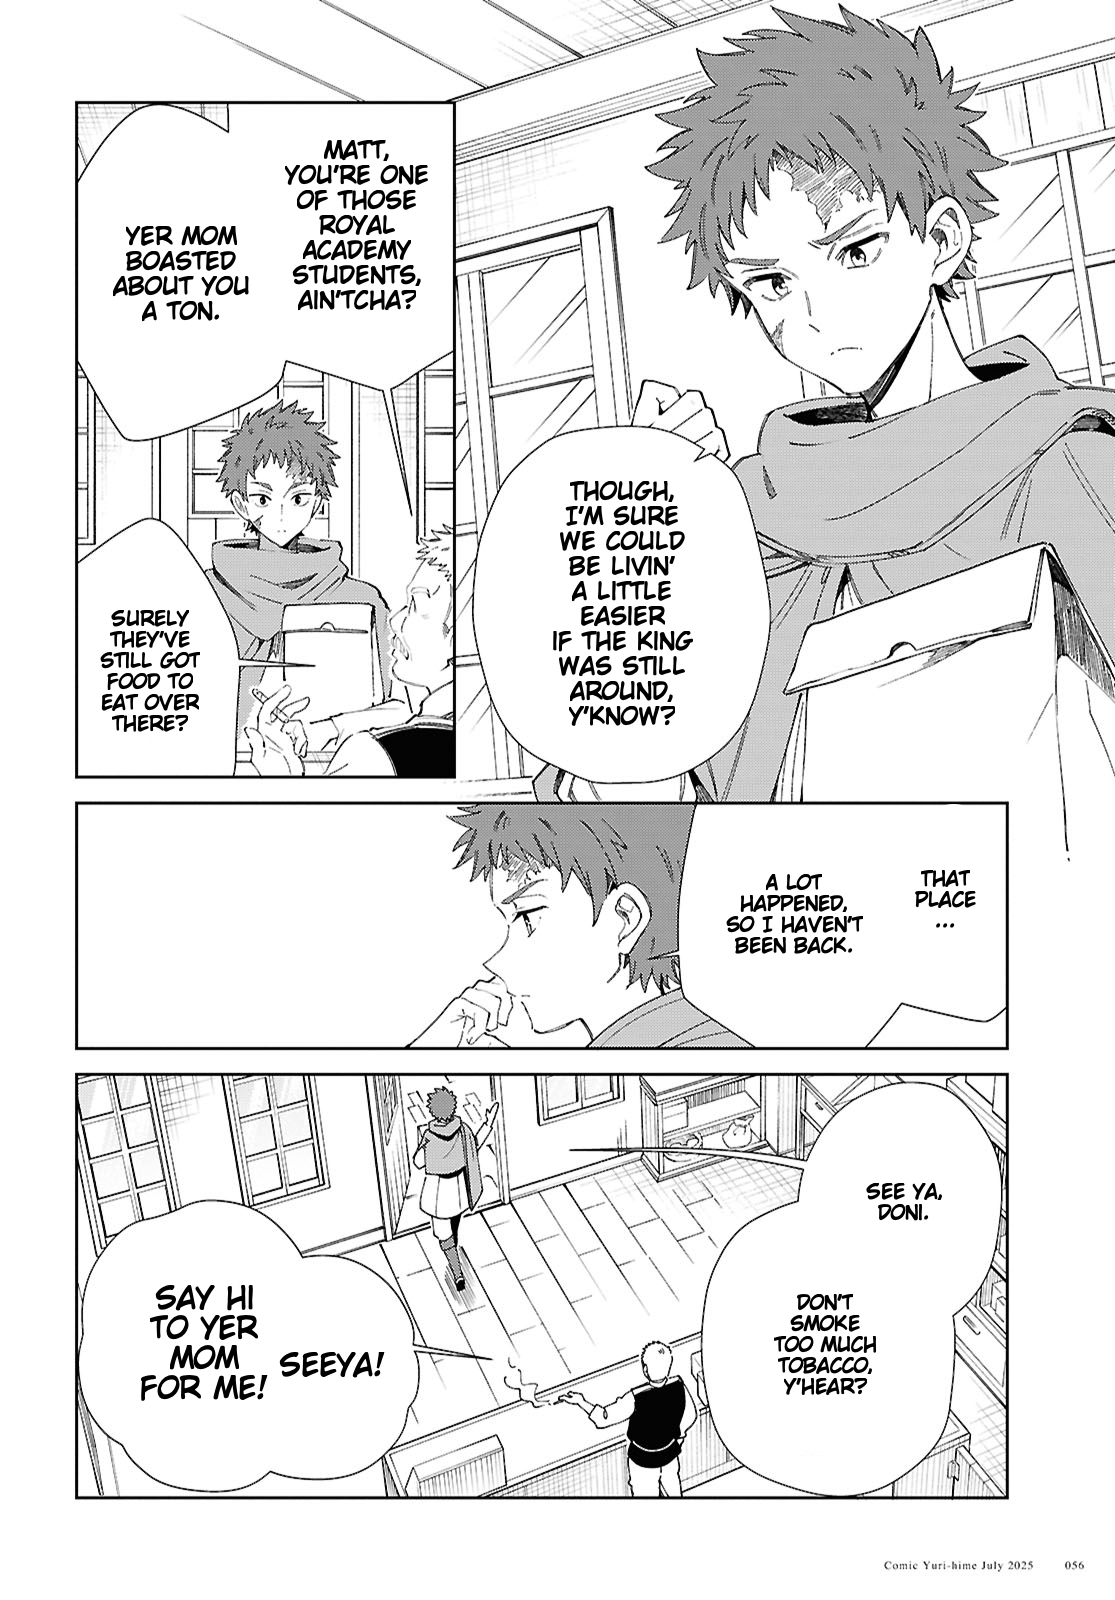 THOUGH,
I'M SURE
WE COULD
BE LIVIN'
A LITTLE
EASIER
IF THE KING
WAS STILL
AROUND,
Y'KNOW?
MATT,
YOU'RE ONE
OF THOSE
ROYAL
ACADEMY
STUDENTS,
AIN'TCHA?
YER MOM
BOASTED
ABOUT YOU
A TON.
SURELY
THEY'VE
STILL GOT
FOOD TO
EAT OVER
THERE?
THAT
PLACE
...
A LOT
HAPPENED,
SO I HAVEN'T
BEEN BACK.
SEE YA,
DONI.
DON'T
SMOKE
TOO MUCH
TOBACCO,
Y'HEAR?
SEEYA!
SAY HI
TO YER
MOM
FOR ME!
Comic Yuri-hime July 2025 056